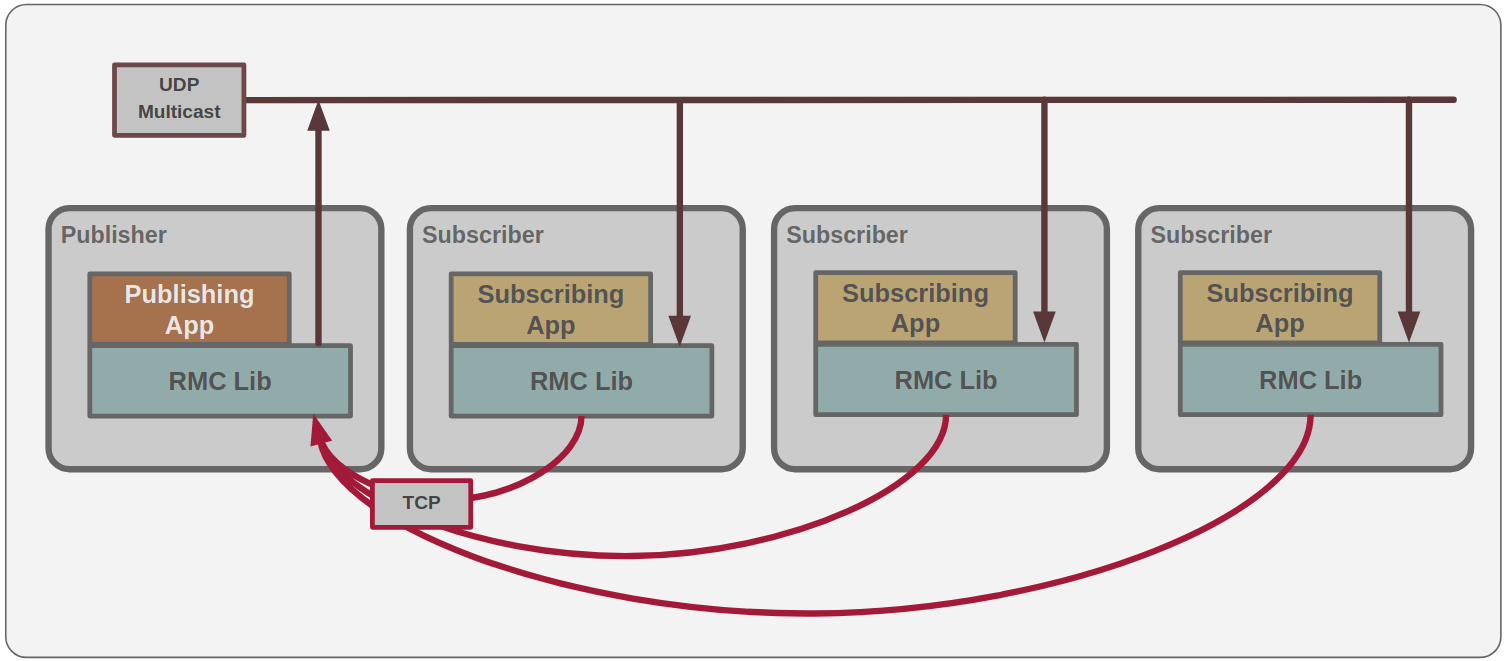 UDP
Multicast
Publisher
Subscriber
Subscriber
Subscriber
Publishing
App
Subscribing
App
Subscribing
App
Subscribing
App
RMC Lib
RMC Lib
RMC Lib
RMC Lib
TCP